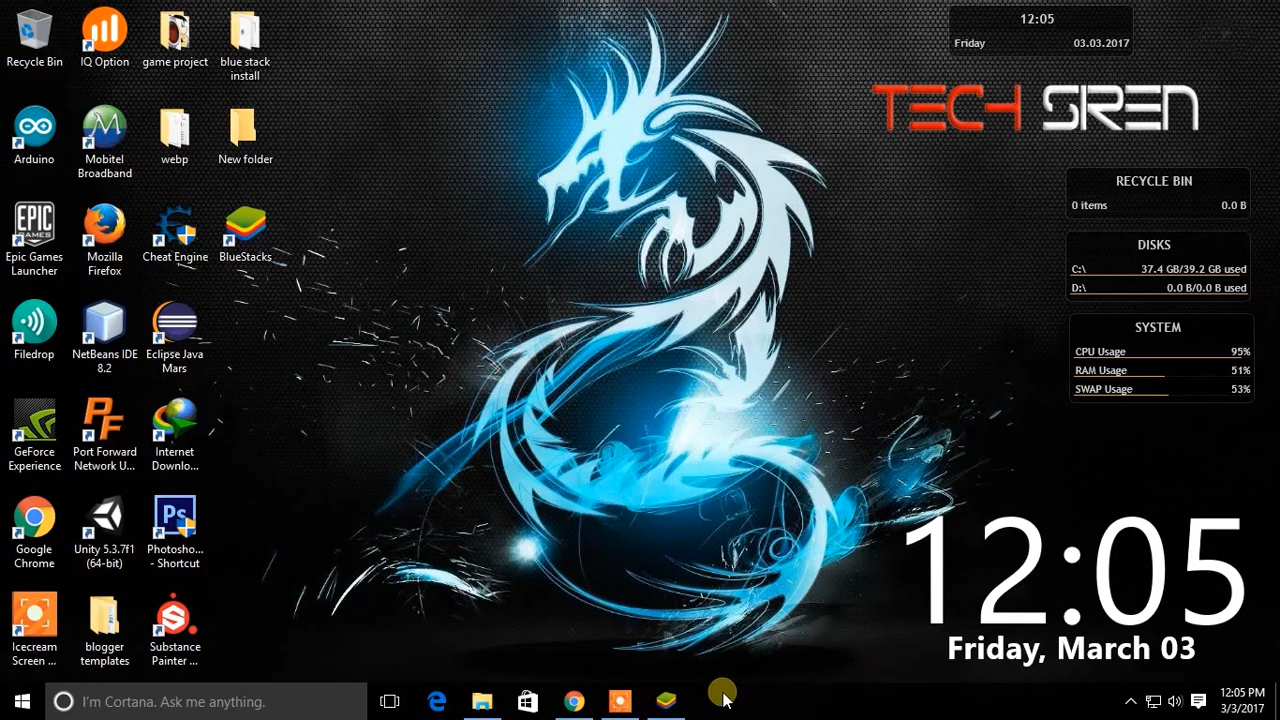 Recycle Bin
IQ Option
game project
blue stack
install
Arduino
Mobitel
Broadband
webp
New folder
EPIC
GAMES
Epic Games
Launcher
Mozilla
Firefox
Cheat Engine
BlueStacks
Filedrop
NetBeans IDE
8.2
Eclipse Java
Mars
GeForce
Experience
PF
Port Forward
Network U...
Internet
Downlo...
Google
Chrome
Unity 5.3.7f1
(64-bit)
Ps
Photosho...
- Shortcut
Icecream
Screen ...
blogger
templates
Substance
Painter ...
12:05
Friday 03.03.2017
TECH SIREN
RECYCLE BIN
0 items 0.0 B
DISKS
C:\ 37.4 GB/39.2 GB used
D:\ 0.0 B/0.0 B used
SYSTEM
CPU Usage 95%
RAM Usage 51%
SWAP Usage 53%
12:05
Friday, March 03
I'm Cortana. Ask me anything.
12:05 PM
3/3/2017